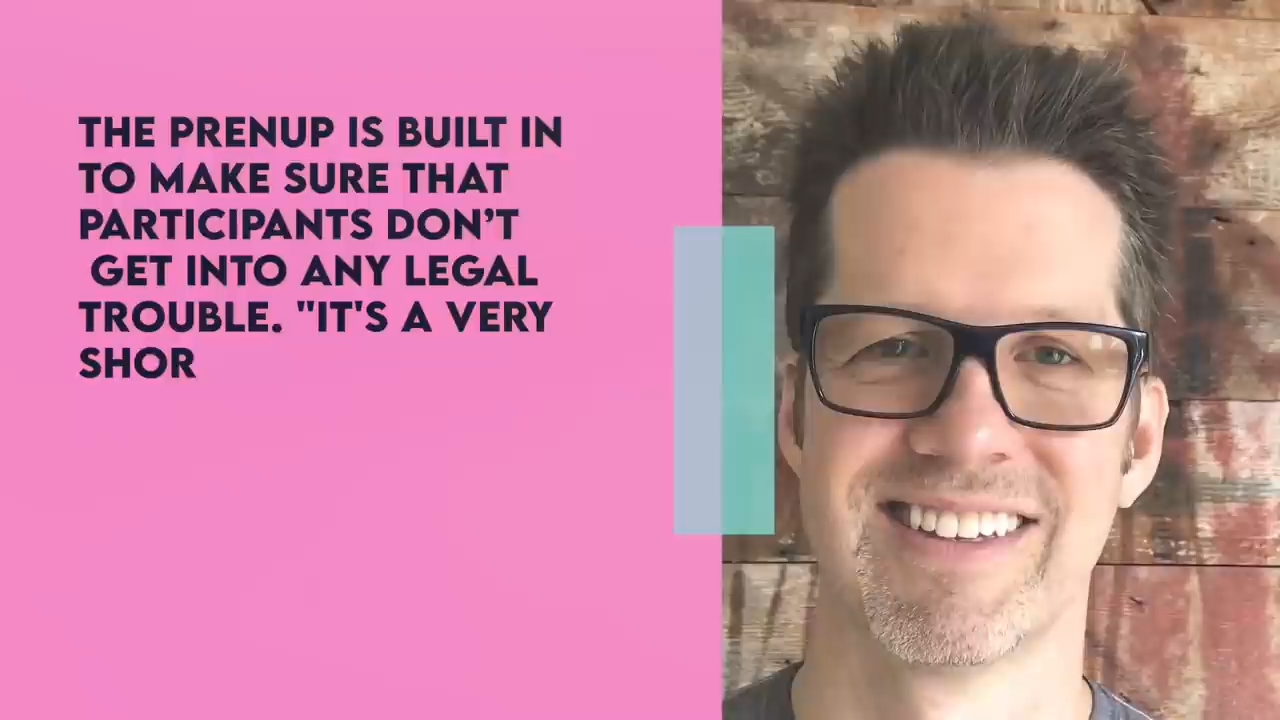 THE PRENUP IS BUILT IN
TO MAKE SURE THAT
PARTICIPANTS DON’T
GET INTO ANY LEGAL
TROUBLE. "IT'S A VERY
SHOR